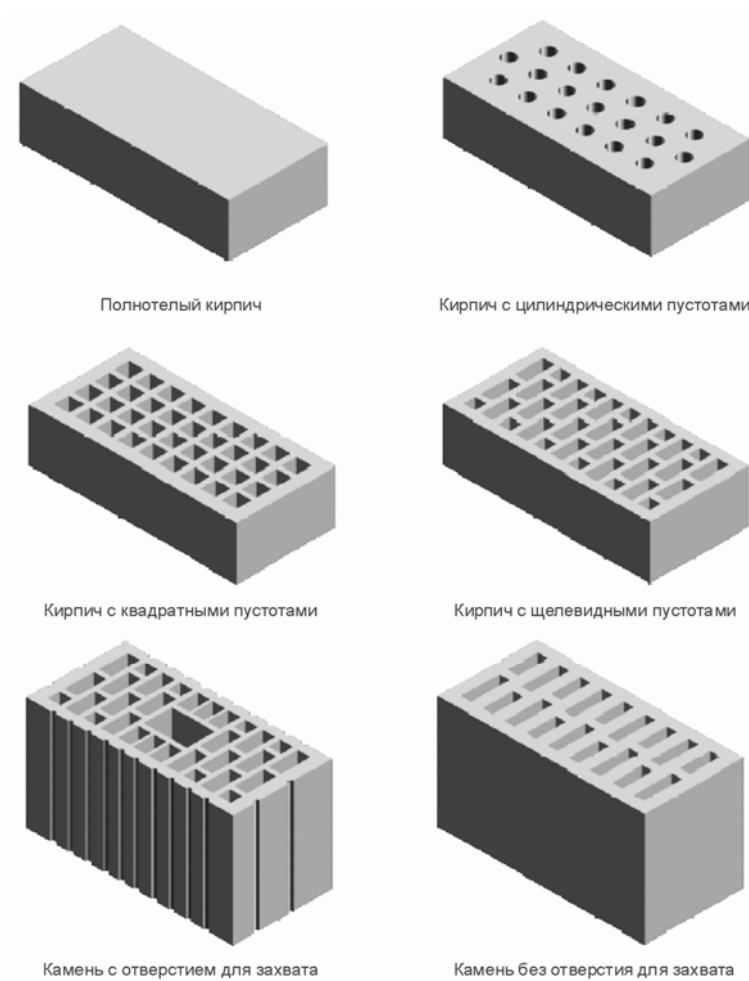 Полнотелый кирпич
Кирпич с цилиндрическими пустотами
Кирпич с квадратными пустотами
Кирпич с щелевидными пустотами
Камень с отверстием для захвата
Камень без отверстия для захвата